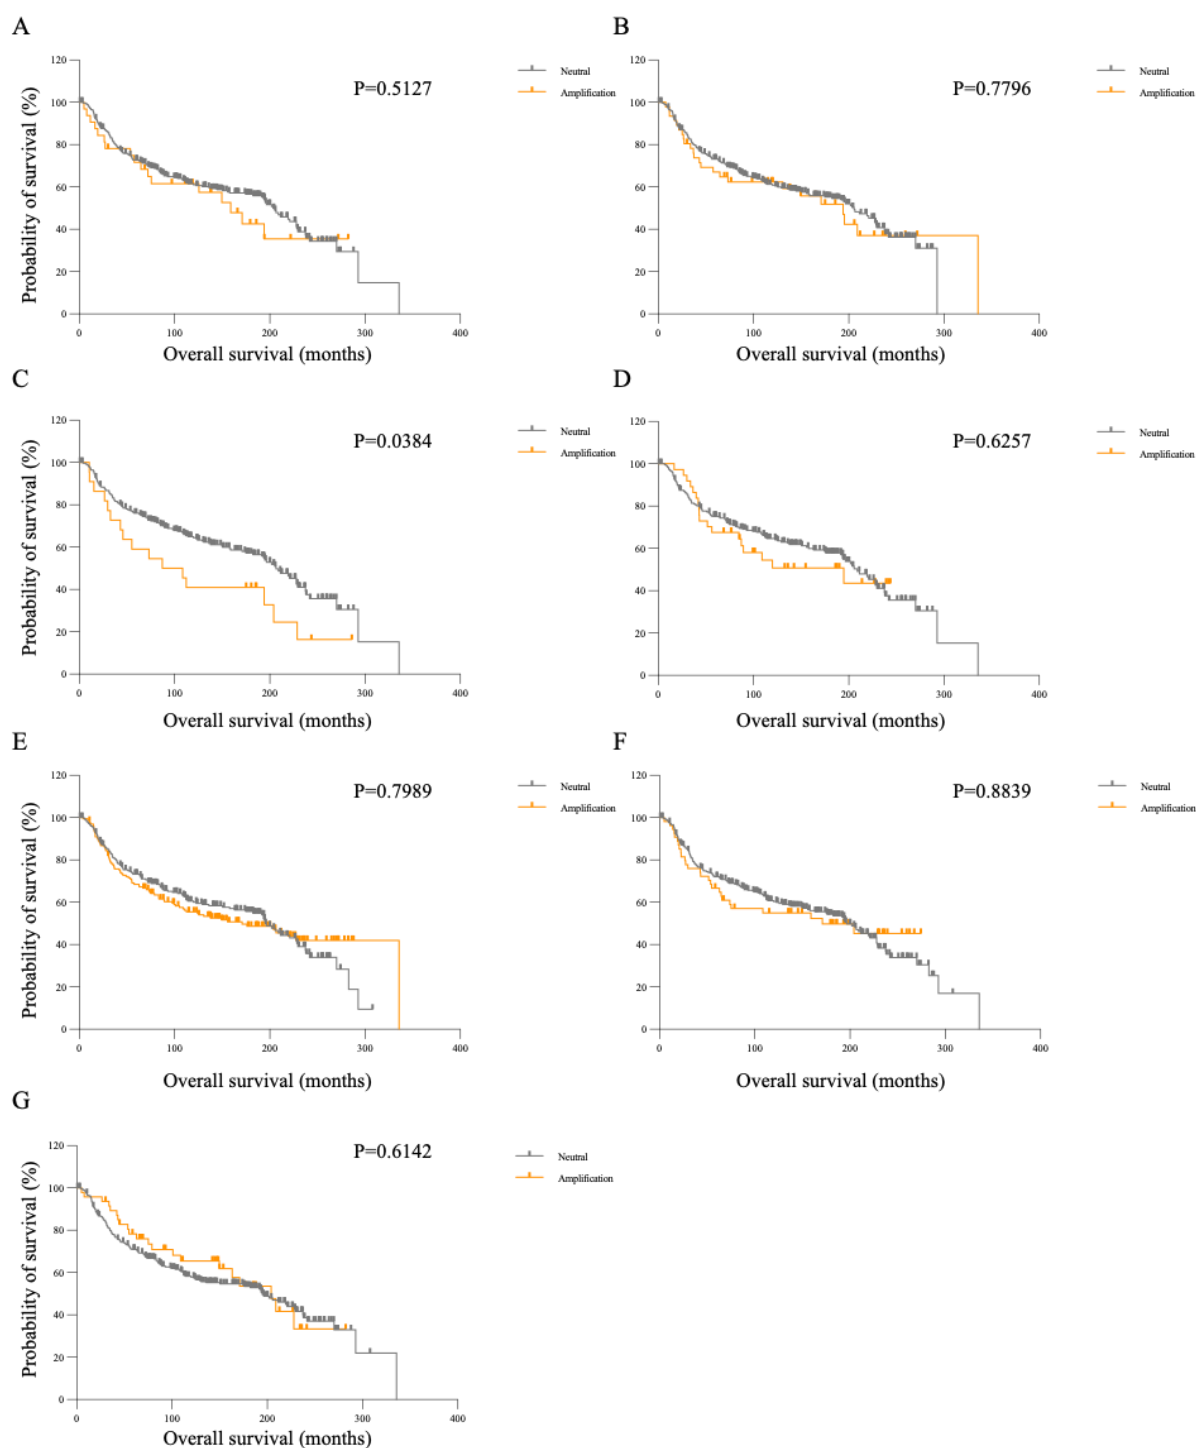 A
P=0.5127
Neutral
Amplification
Probability of survival (%)
120
100
80
60
40
20
0
0 100 200 300 400
Overall survival (months)
B
P=0.7796
Neutral
Amplification
120
100
80
60
40
20
0
0 100 200 300 400
Overall survival (months)
C
P=0.0384
Neutral
Amplification
Probability of survival (%)
120
100
80
60
40
20
0
0 100 200 300 400
Overall survival (months)
D
P=0.6257
Neutral
Amplification
120
100
80
60
40
20
0
0 100 200 300 400
Overall survival (months)
E
P=0.7989
Neutral
Amplification
Probability of survival (%)
120
100
80
60
40
20
0
0 100 200 300 400
Overall survival (months)
F
P=0.8839
Neutral
Amplification
120
100
80
60
40
20
0
0 100 200 300 400
Overall survival (months)
G
P=0.6142
Neutral
Amplification
Probability of survival (%)
120
100
80
60
40
20
0
0 100 200 300 400
Overall survival (months)